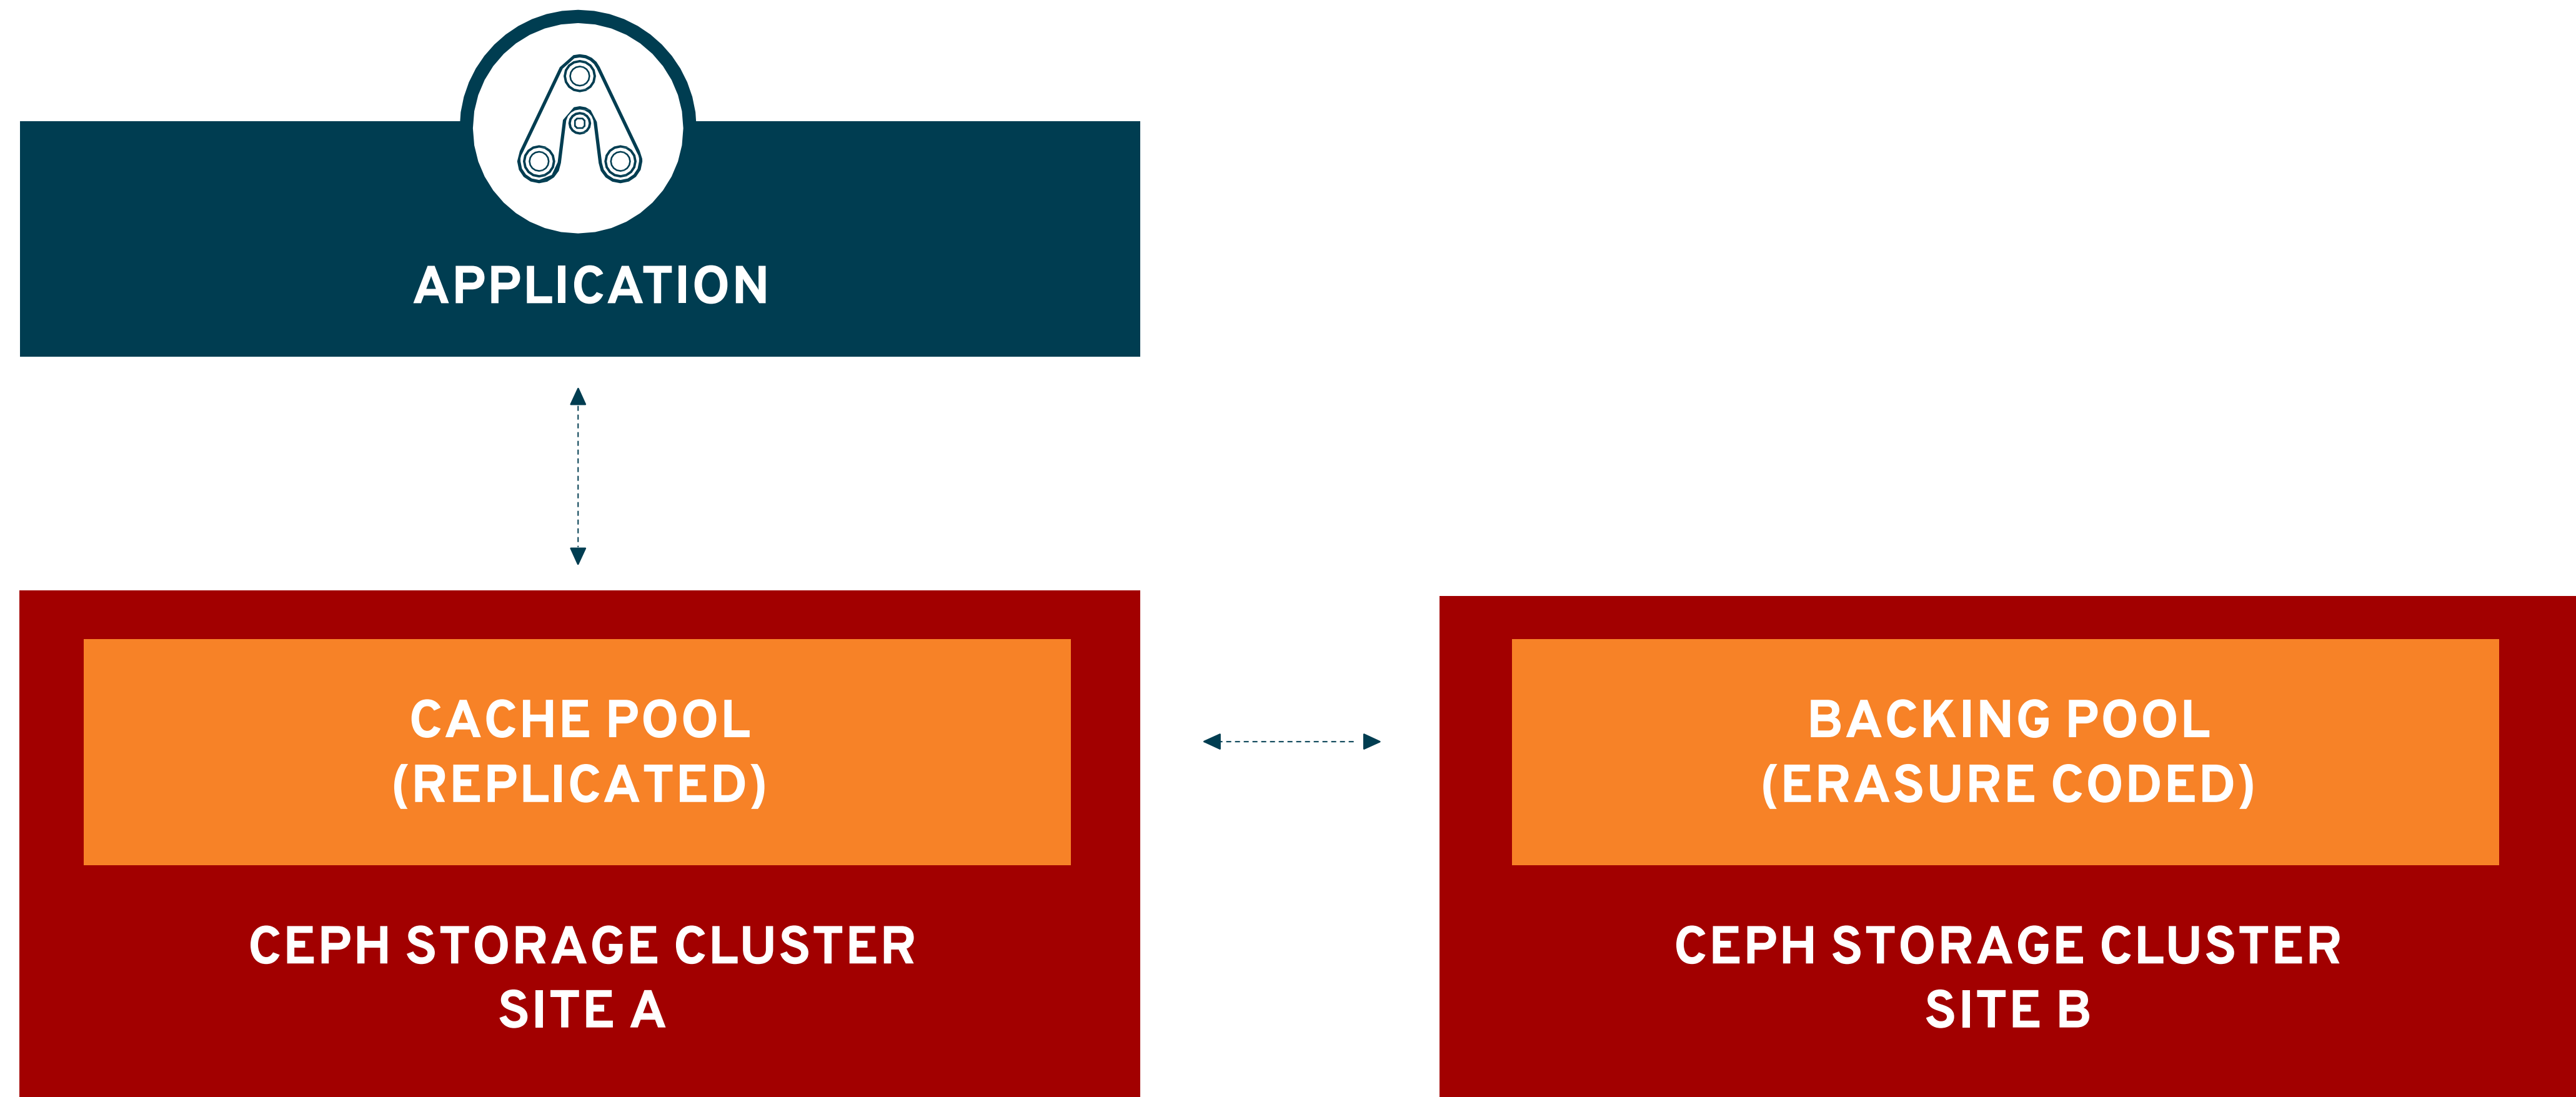 APPLICATION
CACHE POOL
(REPLICATED)
CEPH STORAGE CLUSTER
SITE A
BACKING POOL
(ERASURE CODED)
CEPH STORAGE CLUSTER
SITE B